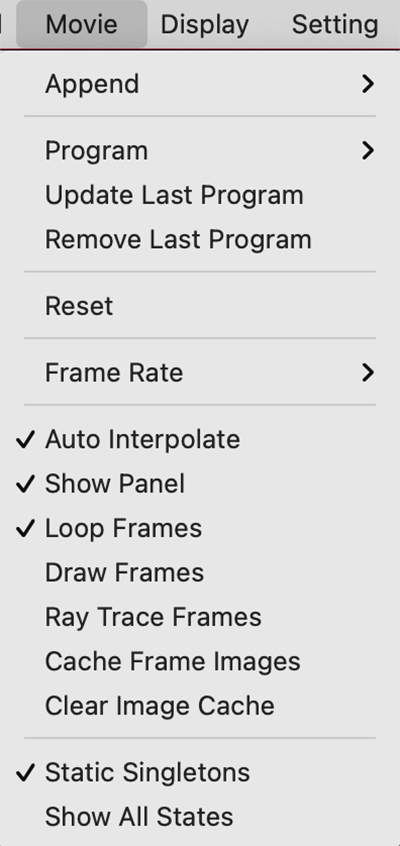 Movie Display Setting
Append
Program
Update Last Program
Remove Last Program
Reset
Frame Rate
Auto Interpolate
Show Panel
Loop Frames
Draw Frames
Ray Trace Frames
Cache Frame Images
Clear Image Cache
Static Singletons
Show All States